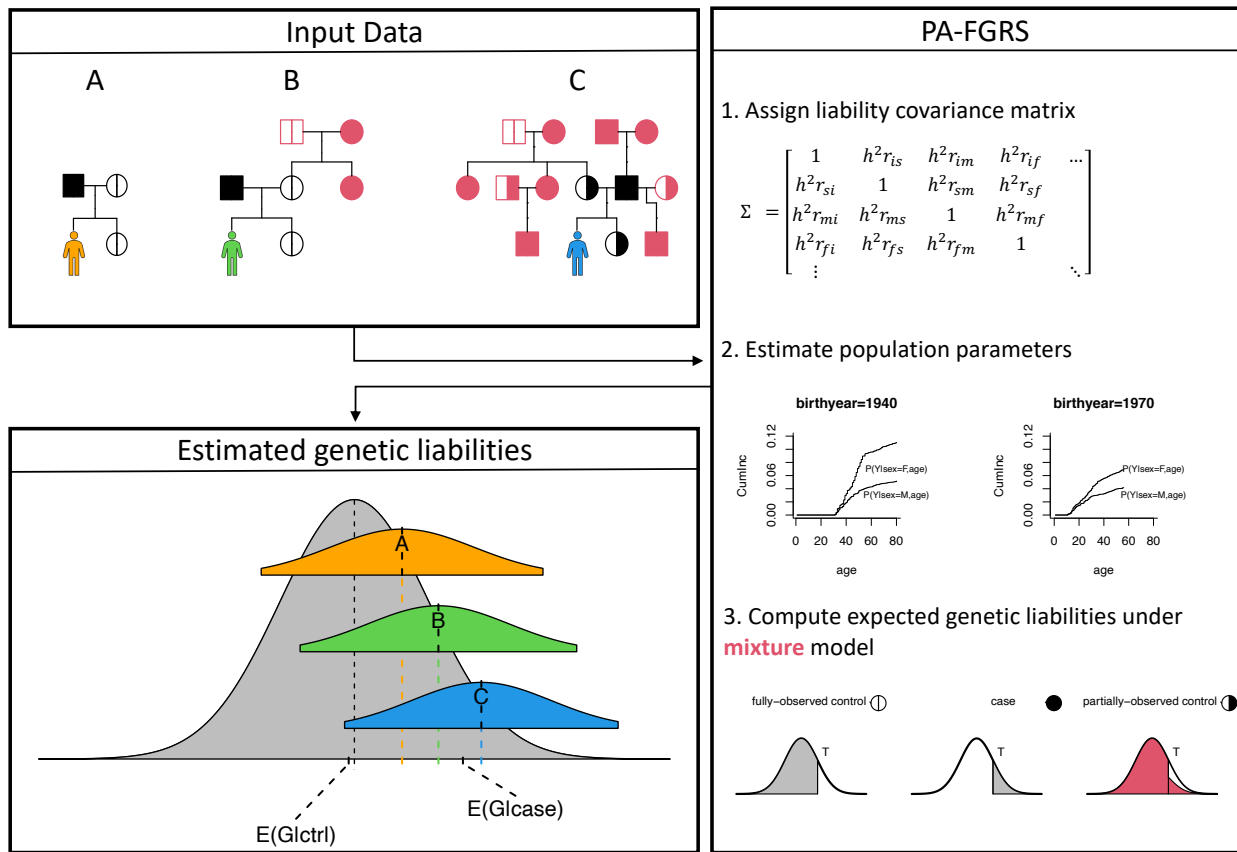 Input Data
A B C
PA-FGRS
1. Assign liability covariance matrix
Σ = [ 1 h²r_is h²r_im h²r_if …
h²r_si 1 h²r_sm h²r_sf
h²r_mi h²r_ms 1 h²r_mf
h²r_fi h²r_fs h²r_fm 1
⋮ ⋱ ]
2. Estimate population parameters
birthyear=1940
CumInc
0.12
0.06
0.00
P(Y|sex=F,age)
P(Y|sex=M,age)
0 20 40 60 80
age
birthyear=1970
CumInc
0.12
0.06
0.00
P(Y|sex=F,age)
P(Y|sex=M,age)
0 20 40 60 80
age
3. Compute expected genetic liabilities under
mixture model
fully−observed control
case
partially−observed control
T
T
T
Estimated genetic liabilities
A
B
C
E(G|case)
E(G|ctrl)